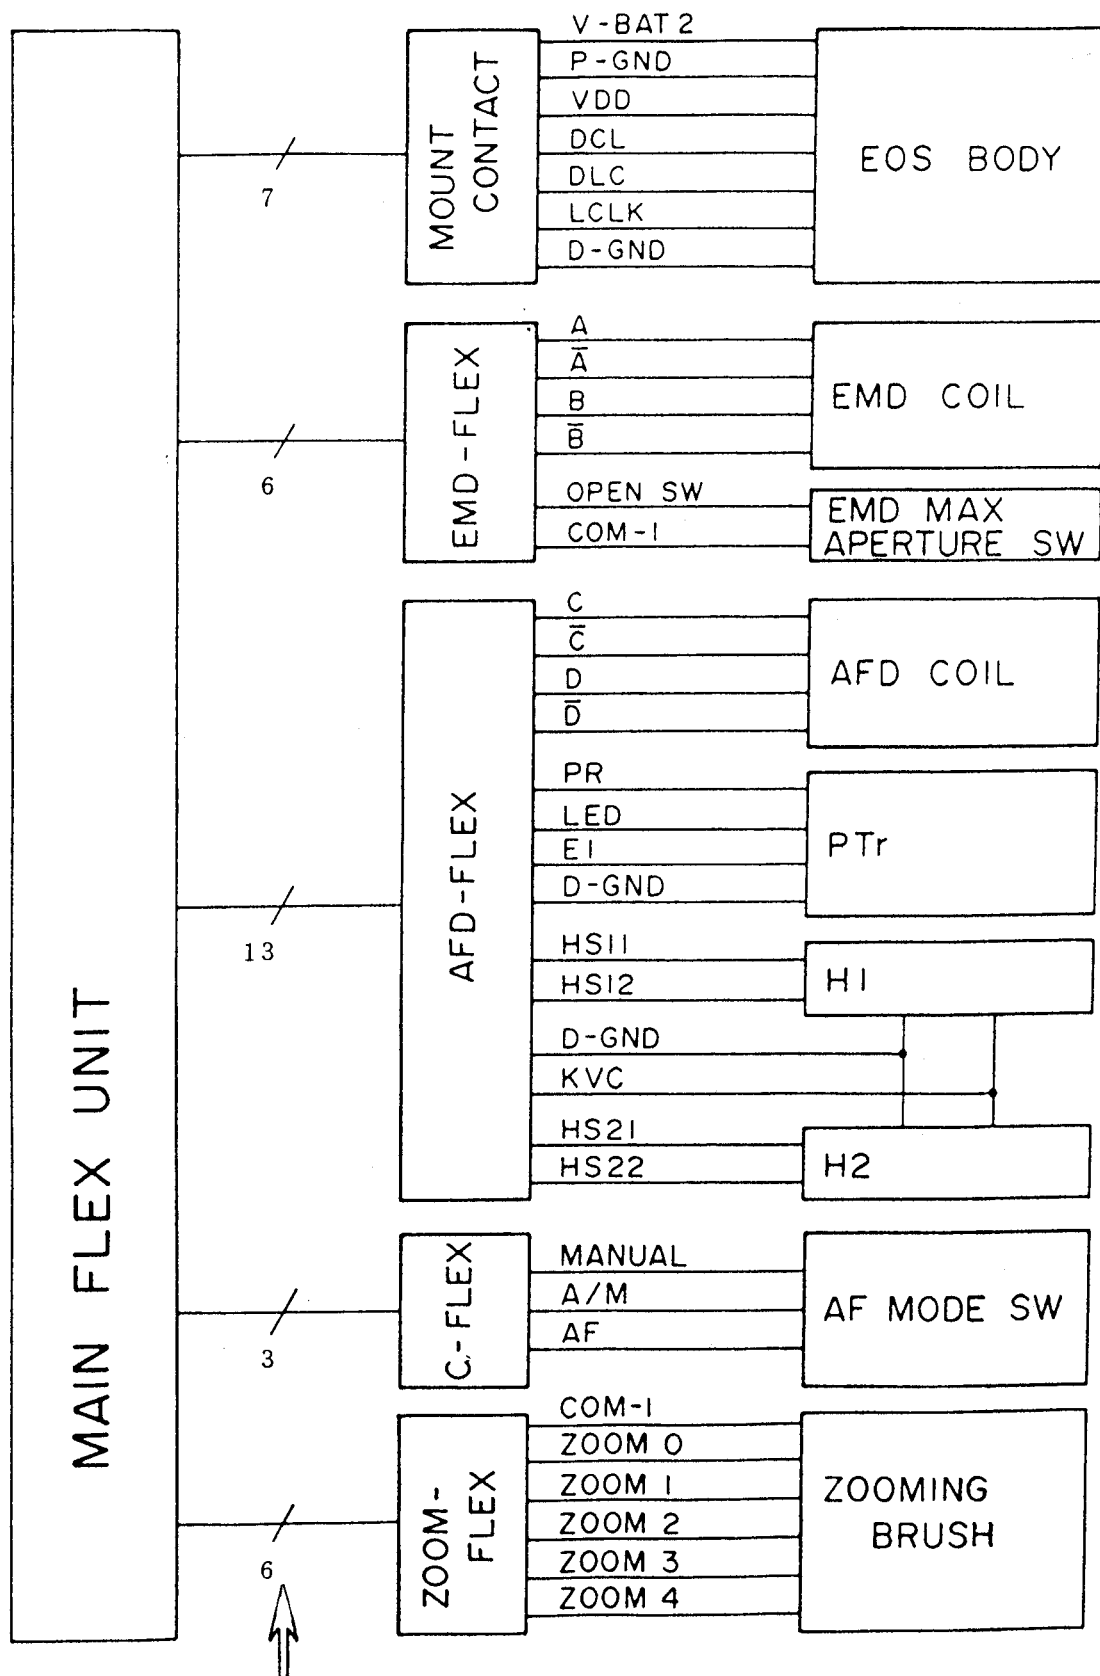 MAIN FLEX UNIT
7
MOUNT
CONTACT
V-BAT 2
P-GND
VDD
DCL
DLC
LCLK
D-GND
EOS BODY
6
EMD-FLEX
A
A̅
B
B̅
OPEN SW
COM-1
EMD COIL
EMD MAX
APERTURE SW
13
AFD-FLEX
C
C̅
D
D̅
PR
LED
E1
D-GND
HS11
HS12
D-GND
KVC
HS21
HS22
AFD COIL
PTr
H1
H2
3
C-FLEX
MANUAL
A/M
AF
AF MODE SW
6
ZOOM-
FLEX
COM-1
ZOOM 0
ZOOM 1
ZOOM 2
ZOOM 3
ZOOM 4
ZOOMING
BRUSH